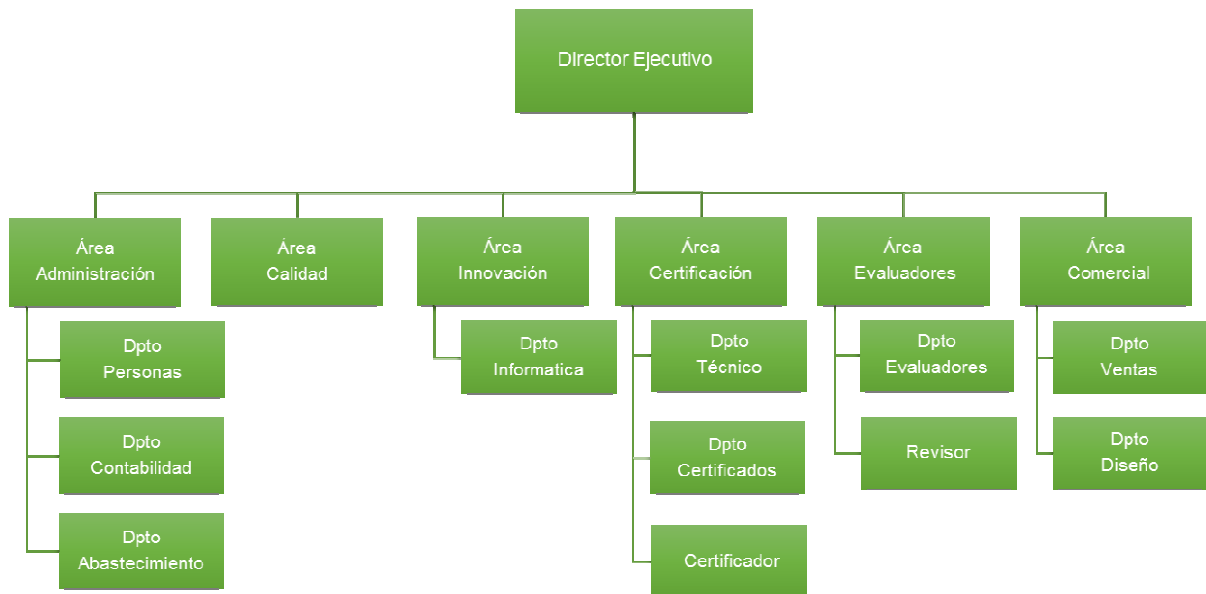 Director Ejecutivo
Área
Administración
Área
Calidad
Área
Innovación
Área
Certificación
Área
Evaluadores
Área
Comercial
Dpto
Personas
Dpto
Contabilidad
Dpto
Abastecimiento
Dpto
Informatica
Dpto
Técnico
Dpto
Certificados
Certificador
Dpto
Evaluadores
Revisor
Dpto
Ventas
Dpto
Diseño